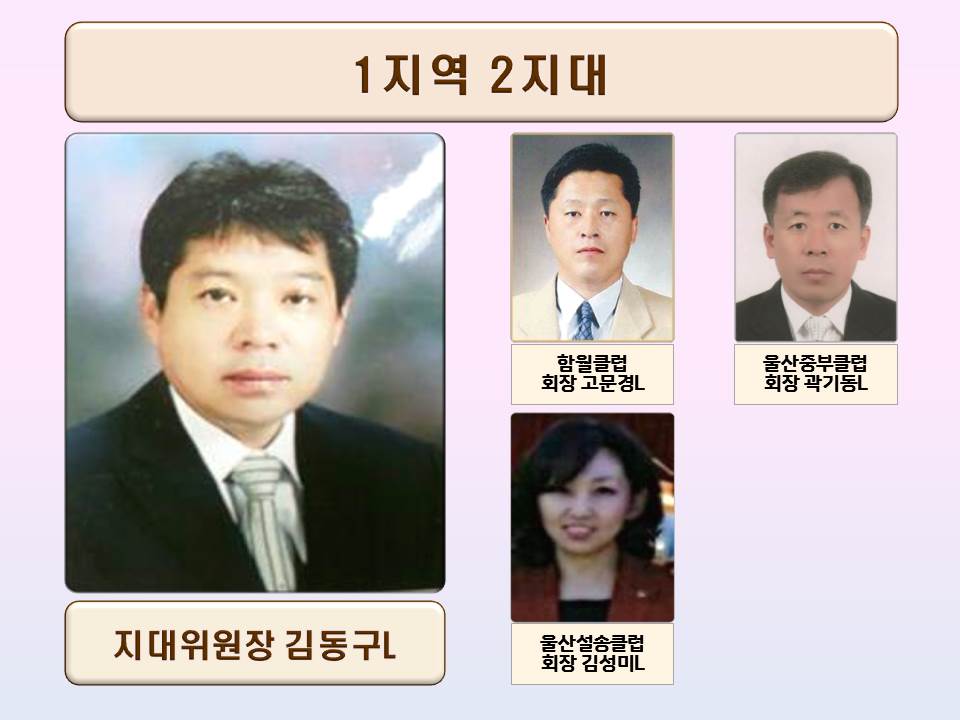 1지역 2지대
지대위원장 김동구L
함월클럽
회장 고문경L
울산중부클럽
회장 곽기동L
울산설송클럽
회장 김성미L